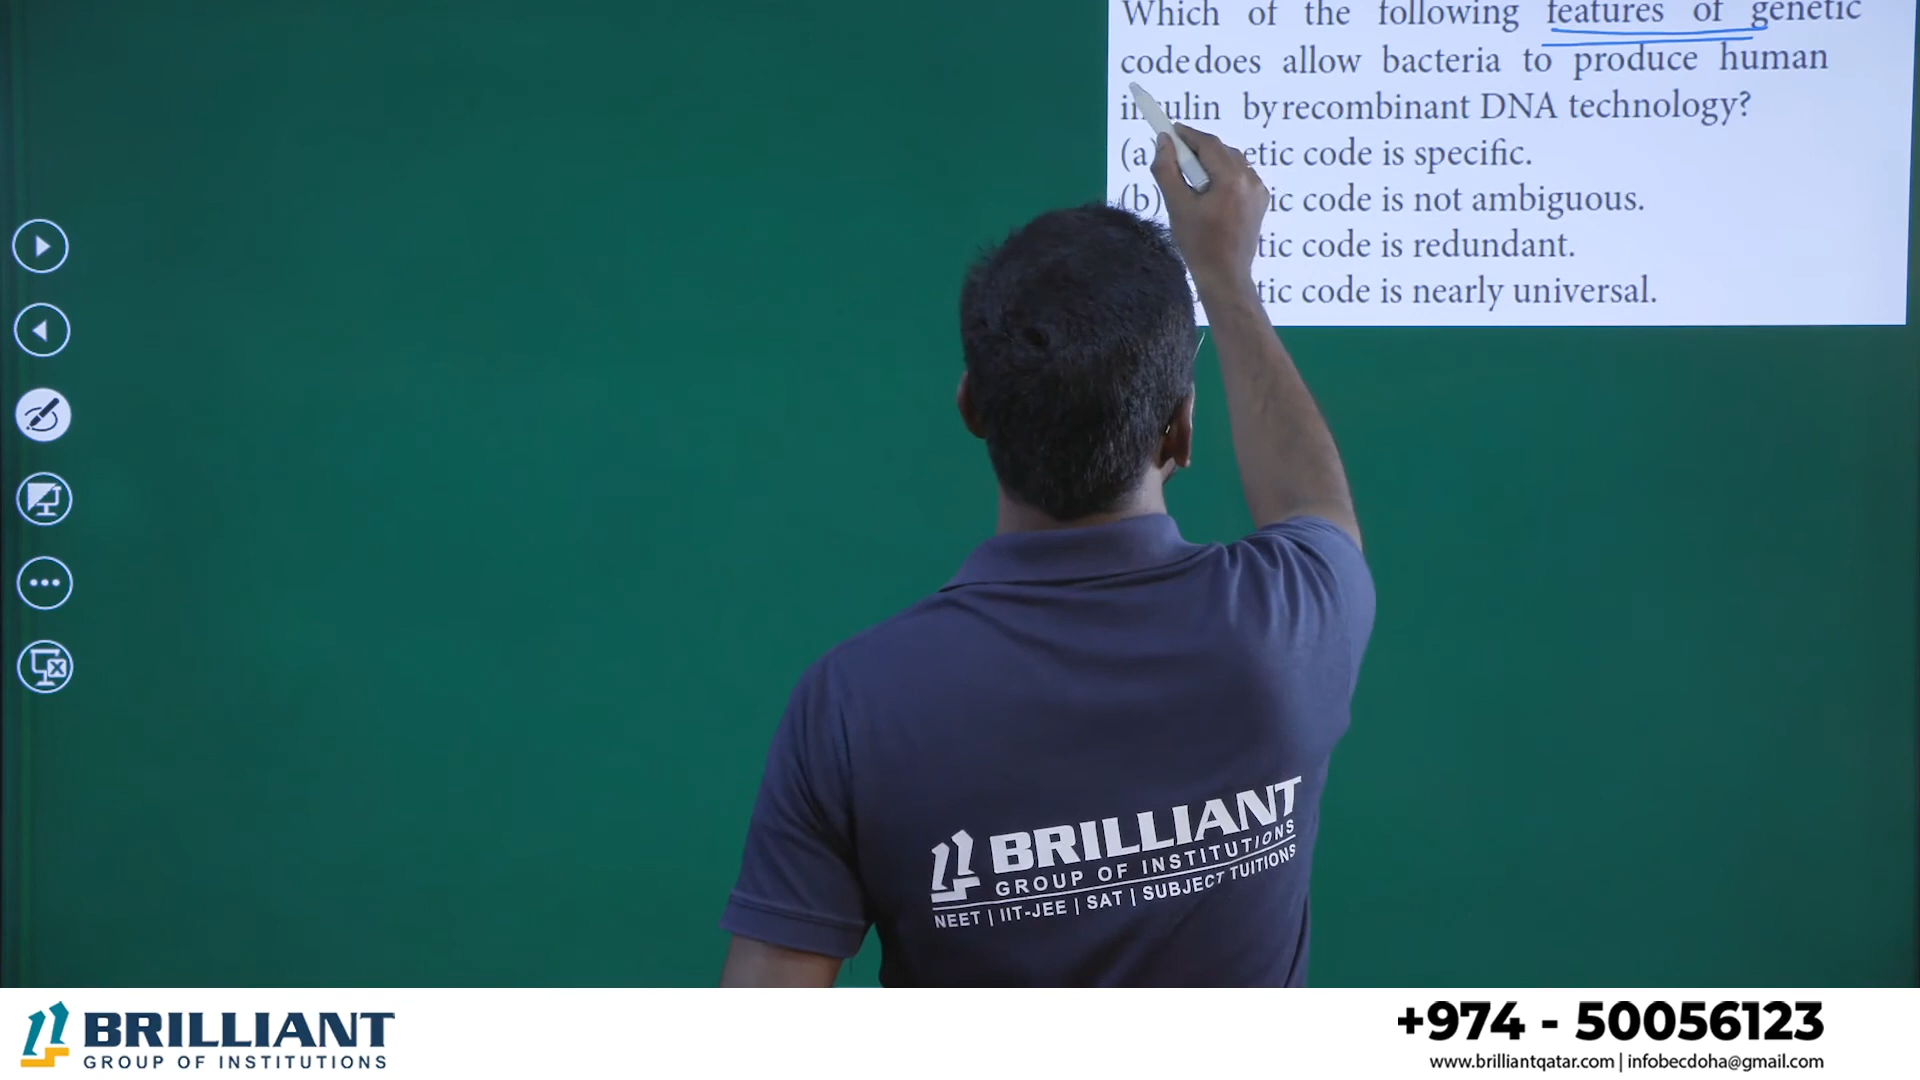 Which of the following features of genetic
code does allow bacteria to produce human
insulin by recombinant DNA technology?
(a) etic code is specific.
(b) ic code is not ambiguous.
tic code is redundant.
tic code is nearly universal.
BRILLIANT
GROUP OF INSTITUTIONS
NEET | IIT-JEE | SAT | SUBJECT TUITIONS
BRILLIANT
GROUP OF INSTITUTIONS
+974 - 50056123
www.brilliantqatar.com | infobecdoha@gmail.com